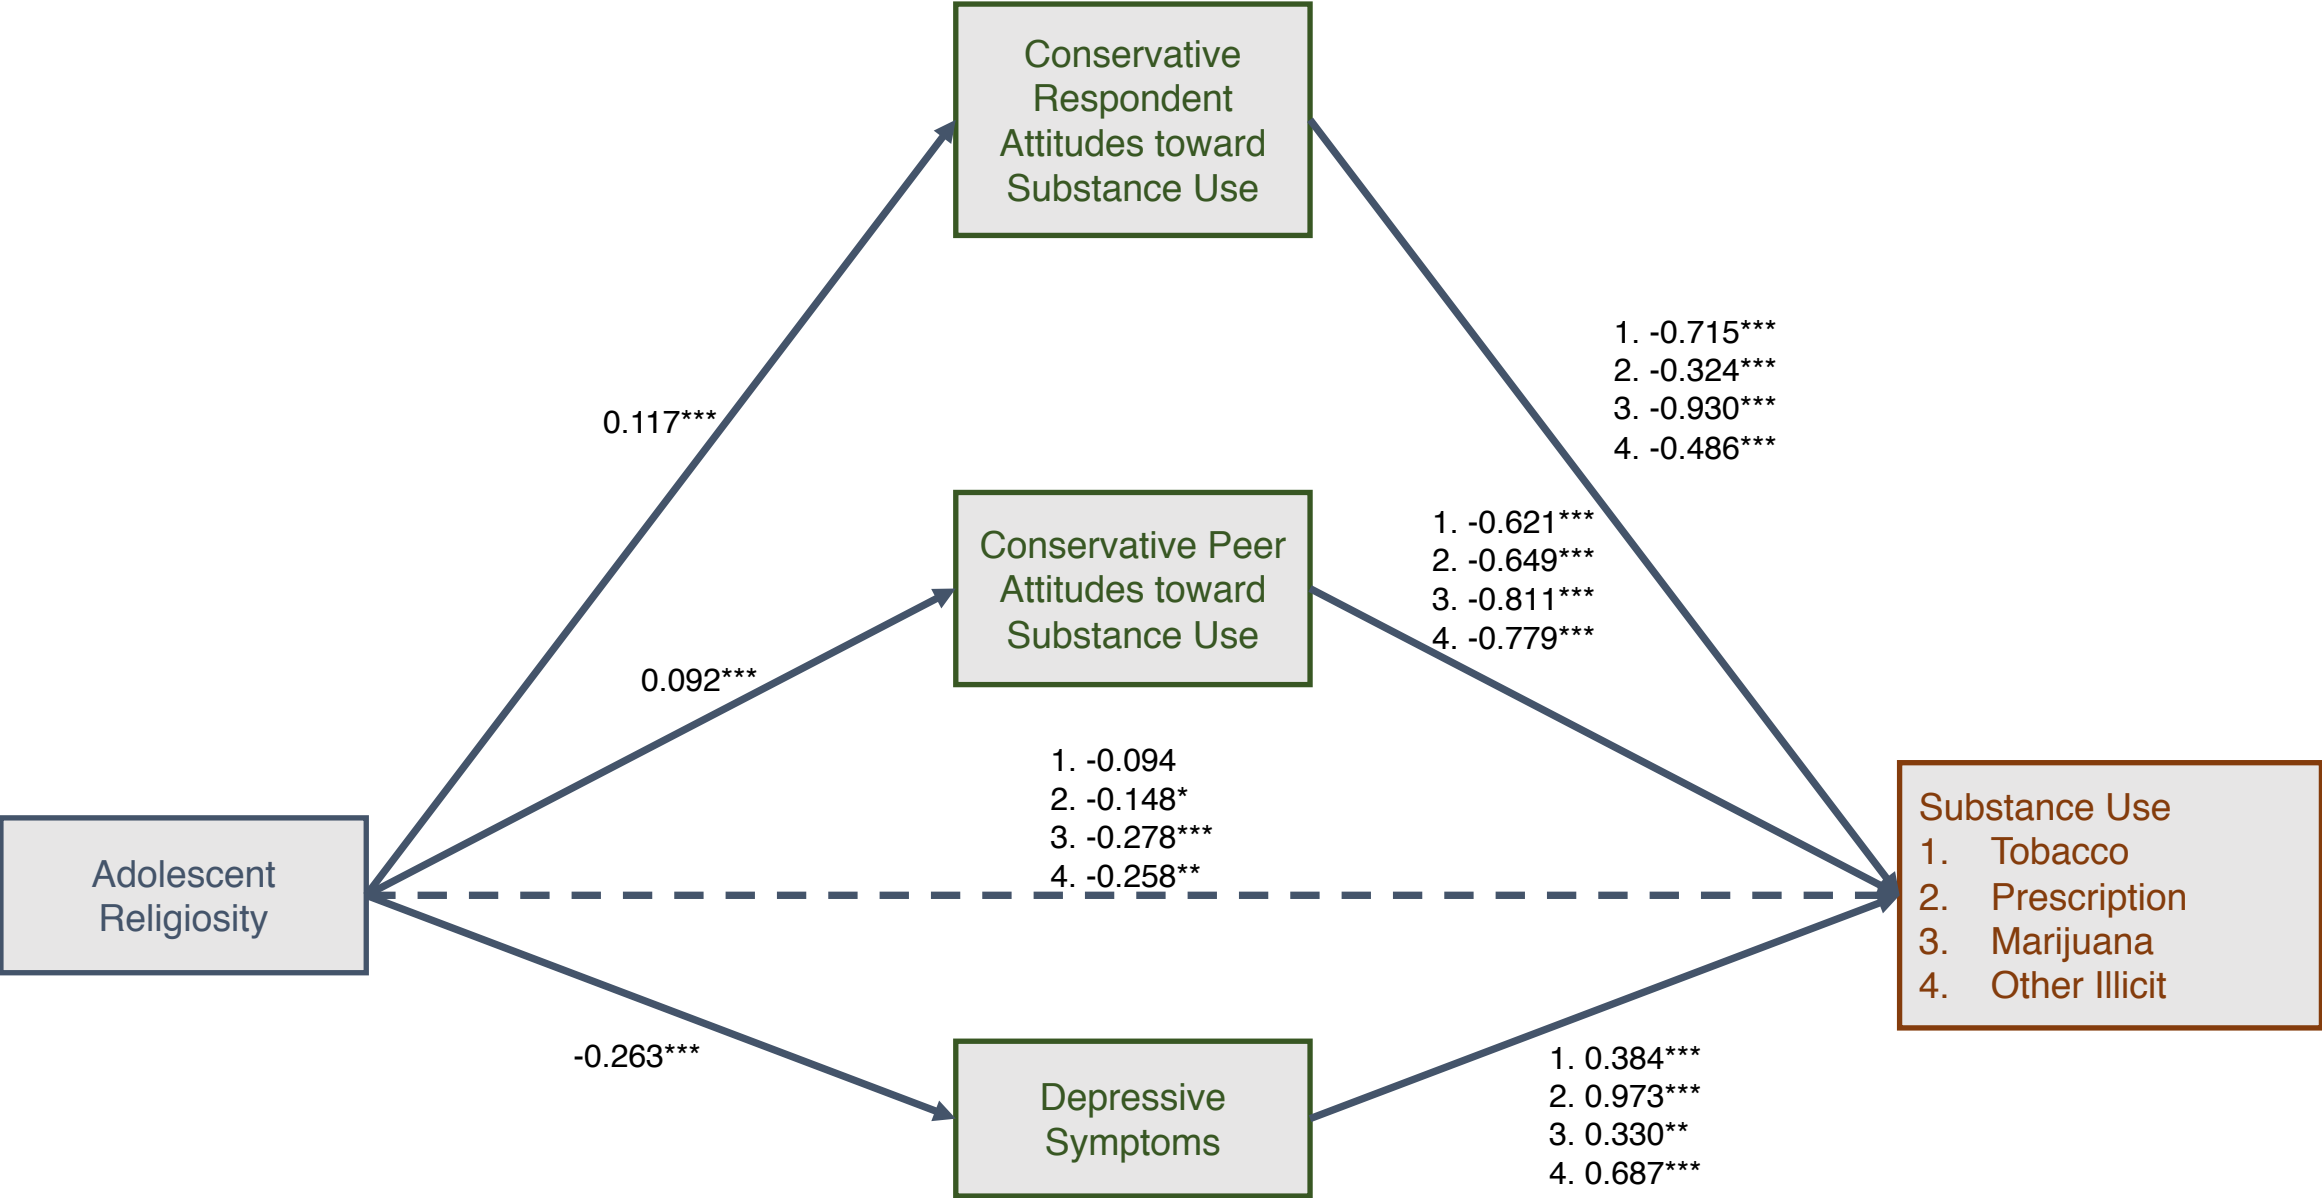 Conservative
Respondent
Attitudes toward
Substance Use
1. -0.715***
2. -0.324***
3. -0.930***
4. -0.486***
0.117***
Conservative Peer
Attitudes toward
Substance Use
1. -0.621***
2. -0.649***
3. -0.811***
4. -0.779***
0.092***
1. -0.094
2. -0.148*
3. -0.278***
4. -0.258**
Adolescent
Religiosity
Substance Use
1. Tobacco
2. Prescription
3. Marijuana
4. Other Illicit
-0.263***
Depressive
Symptoms
1. 0.384***
2. 0.973***
3. 0.330**
4. 0.687***